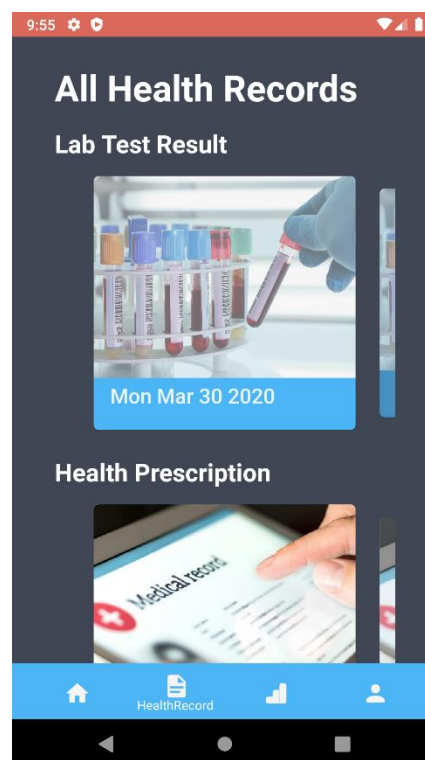 9:55
All Health Records
Lab Test Result
Mon Mar 30 2020
Health Prescription
Medical record
HealthRecord